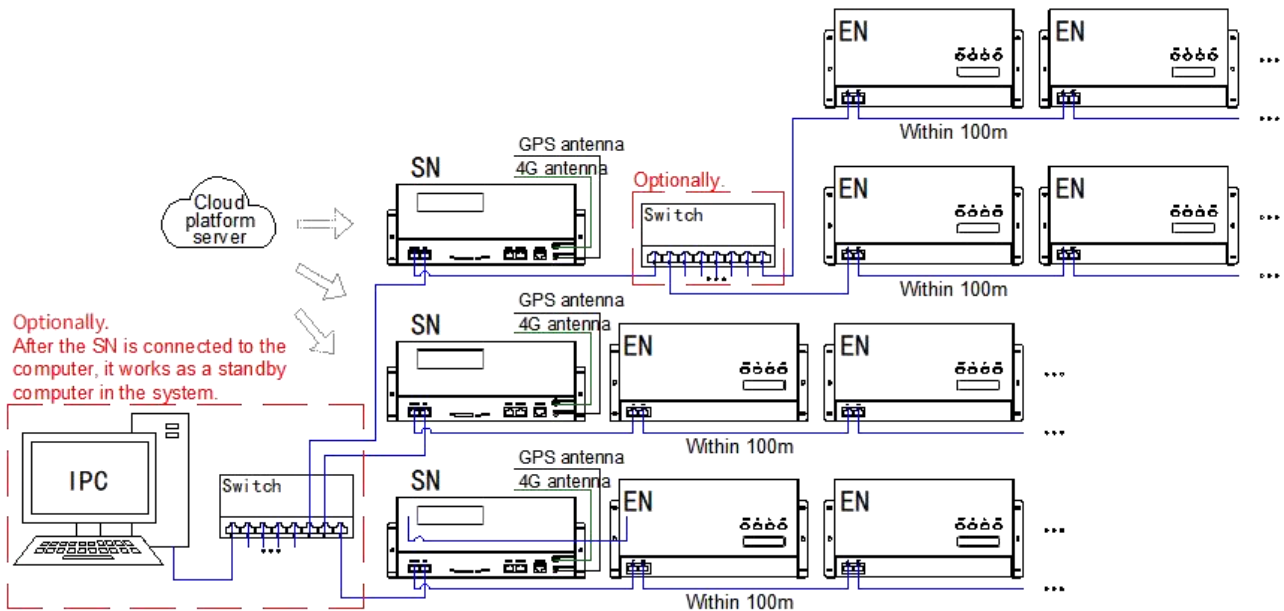 EN
EN
Within 100m
GPS antenna
4G antenna
SN
Optionally.
Switch
EN
EN
Within 100m
Cloud
platform
server
GPS antenna
4G antenna
SN
EN
EN
Within 100m
Optionally.
After the SN is connected to the
computer, it works as a standby
computer in the system.
IPC
Switch
GPS antenna
4G antenna
SN
EN
EN
Within 100m